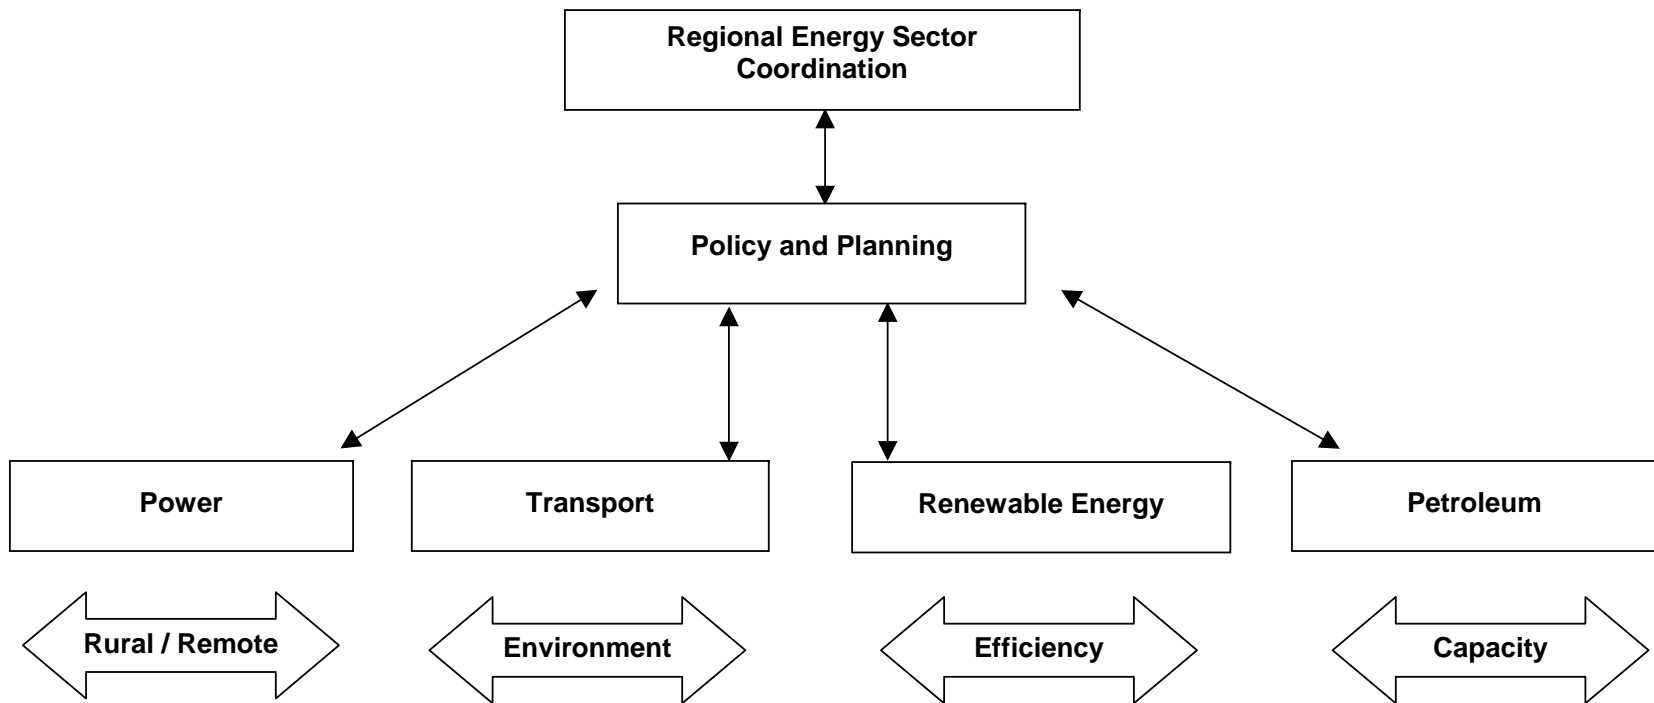 Regional Energy Sector
Coordination
Policy and Planning
Power
Transport
Renewable Energy
Petroleum
Rural / Remote
Environment
Efficiency
Capacity